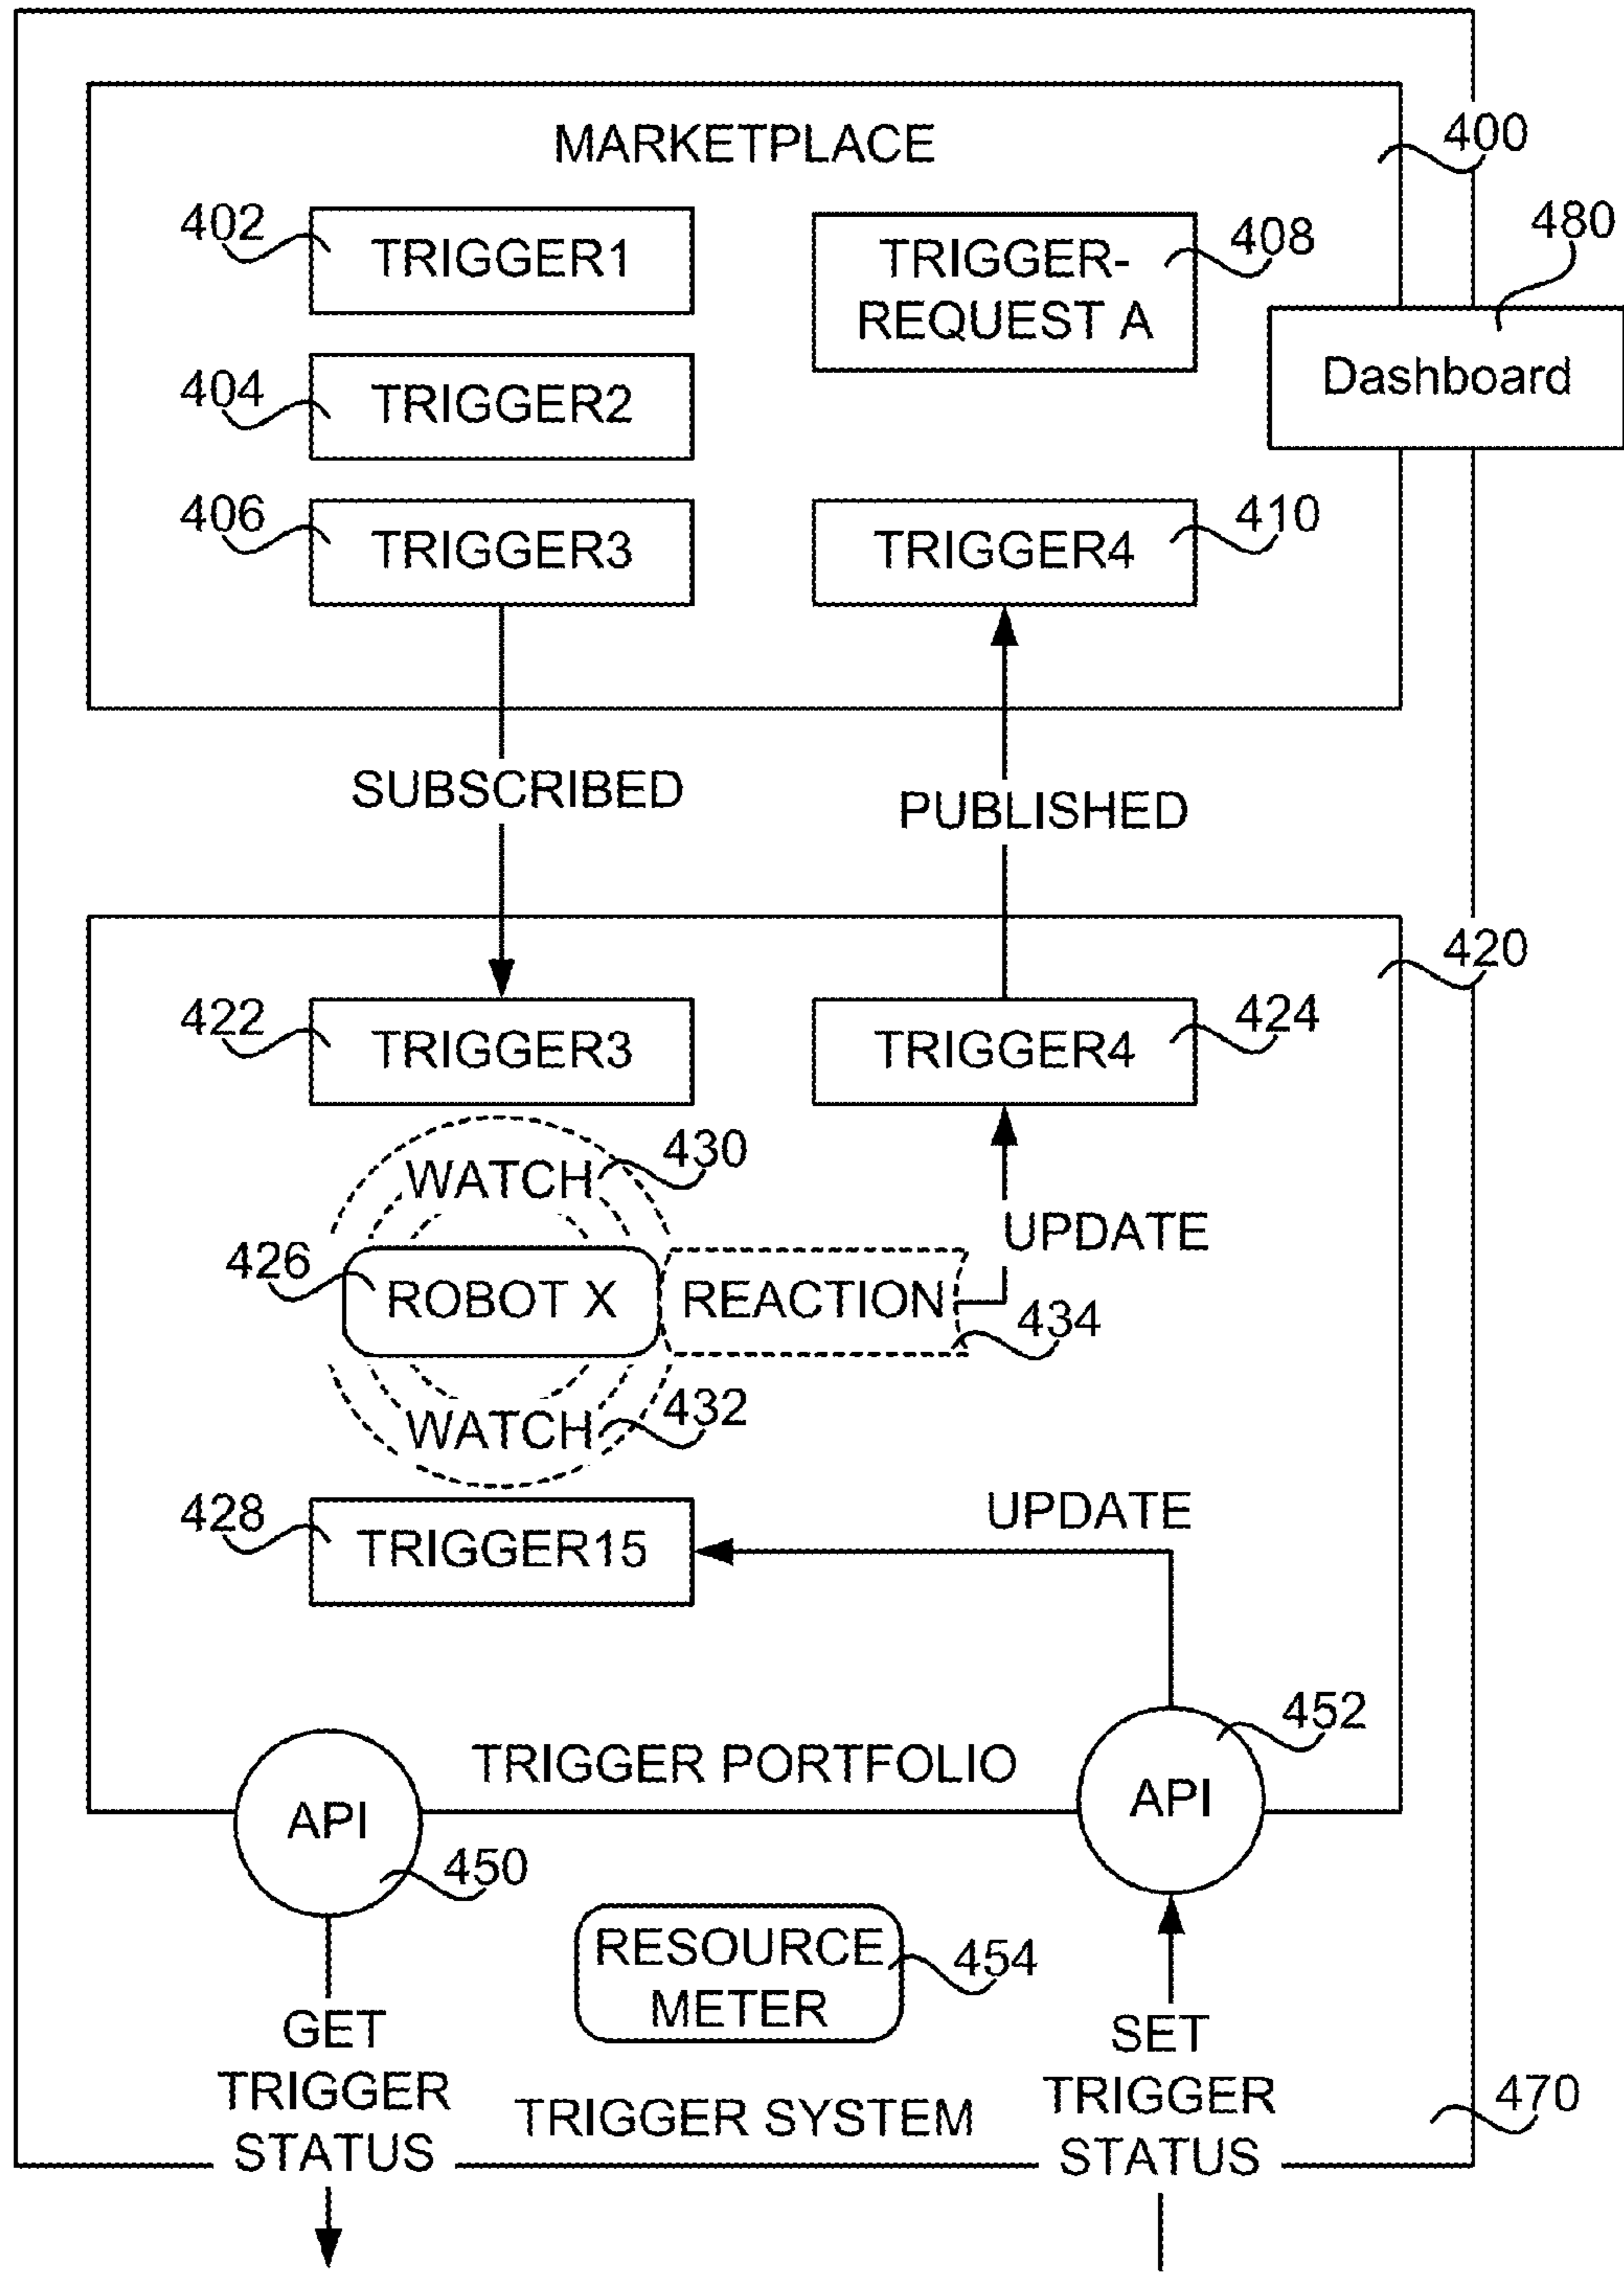 MARKETPLACE
400
402
TRIGGER1
TRIGGER-
REQUEST A
408
480
Dashboard
404
TRIGGER2
406
TRIGGER3
TRIGGER4
410
SUBSCRIBED
PUBLISHED
420
422
TRIGGER3
TRIGGER4
424
WATCH
430
UPDATE
426
ROBOT X
REACTION
434
WATCH
432
428
TRIGGER15
UPDATE
452
TRIGGER PORTFOLIO
API
API
450
RESOURCE
METER
454
GET
TRIGGER
STATUS
SET
TRIGGER
STATUS
TRIGGER SYSTEM
470